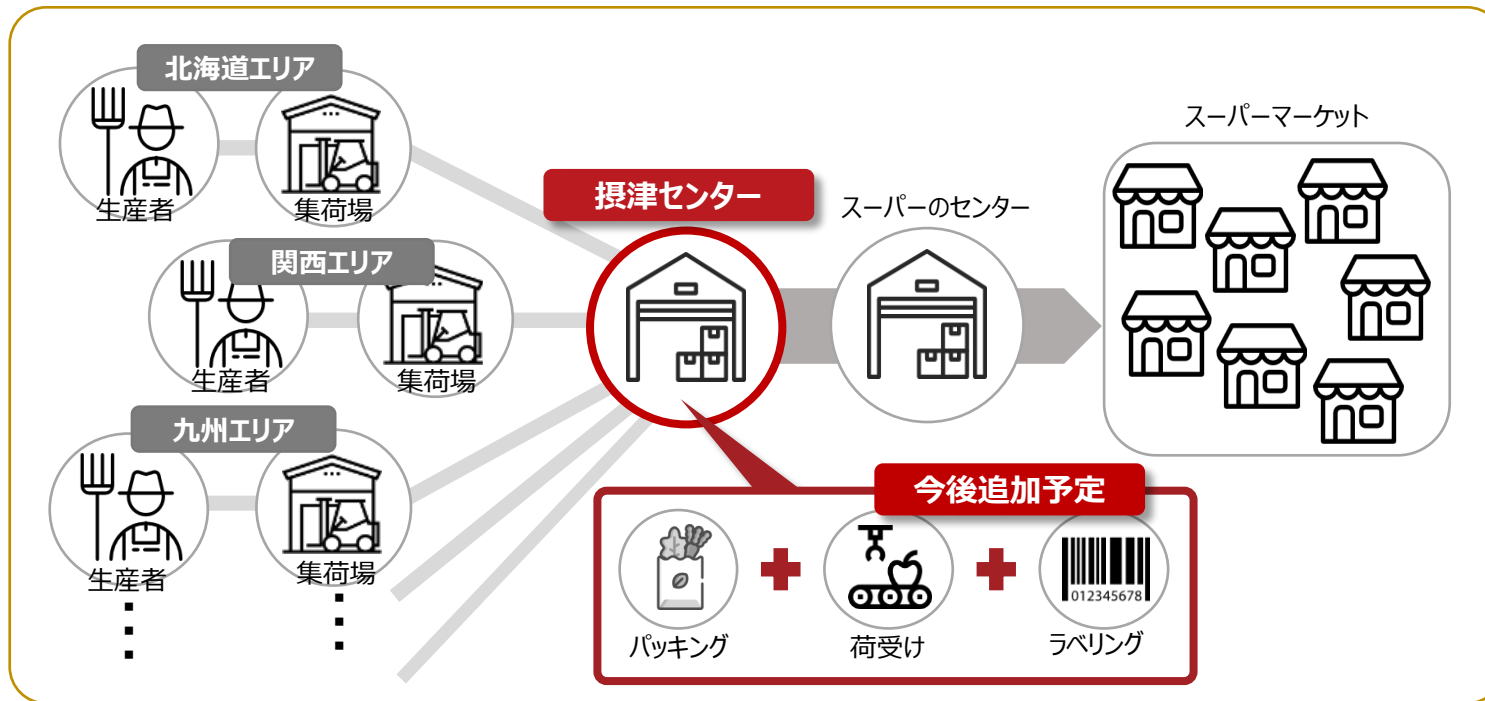 北海道エリア
生産者
集荷場
関西エリア
生産者
集荷場
九州エリア
生産者
集荷場
摂津センター
スーパーのセンター
スーパーマーケット
今後追加予定
012345678
パッキング
荷受け
ラベリング